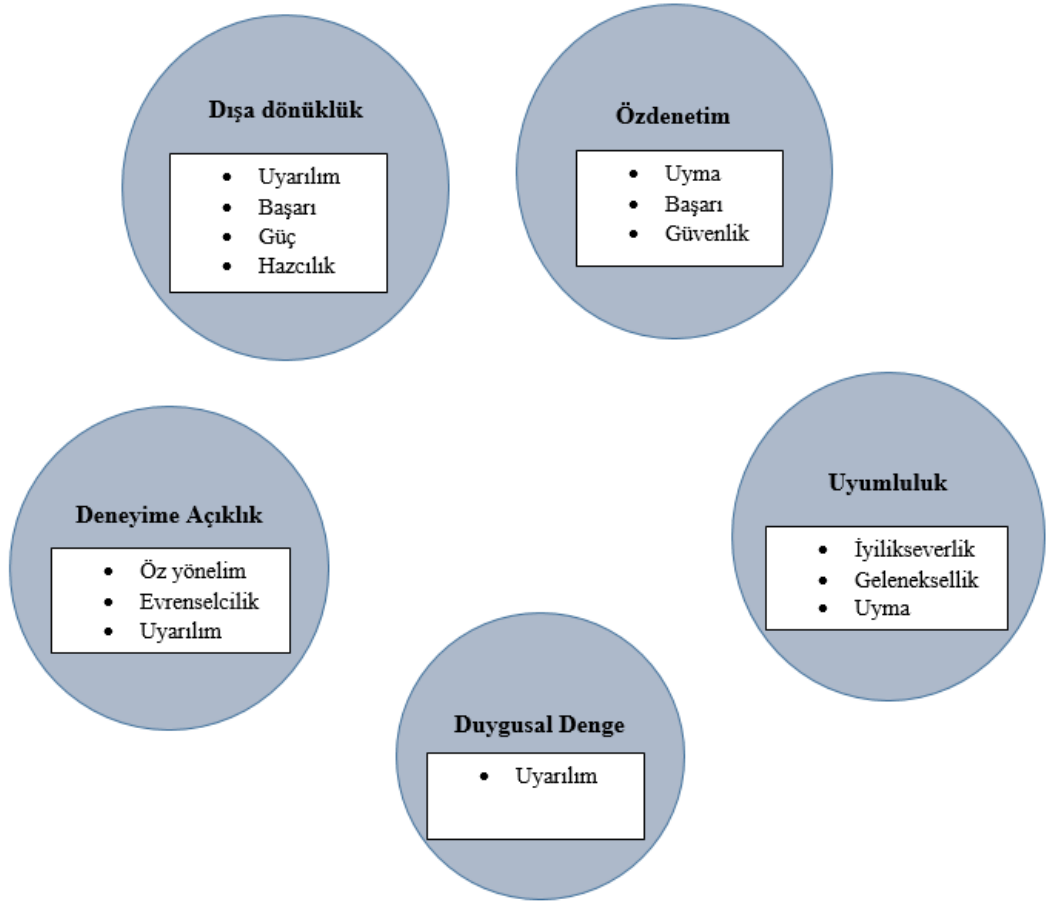 Dışa dönüklük
• Uyarılım
• Başarı
• Güç
• Hazcılık
Özdenetim
• Uyma
• Başarı
• Güvenlik
Deneyime Açıklık
• Öz yönelim
• Evrenselcilik
• Uyarılım
Uyumluluk
• İyilikseverlik
• Geleneksellik
• Uyma
Duygusal Denge
• Uyarılım